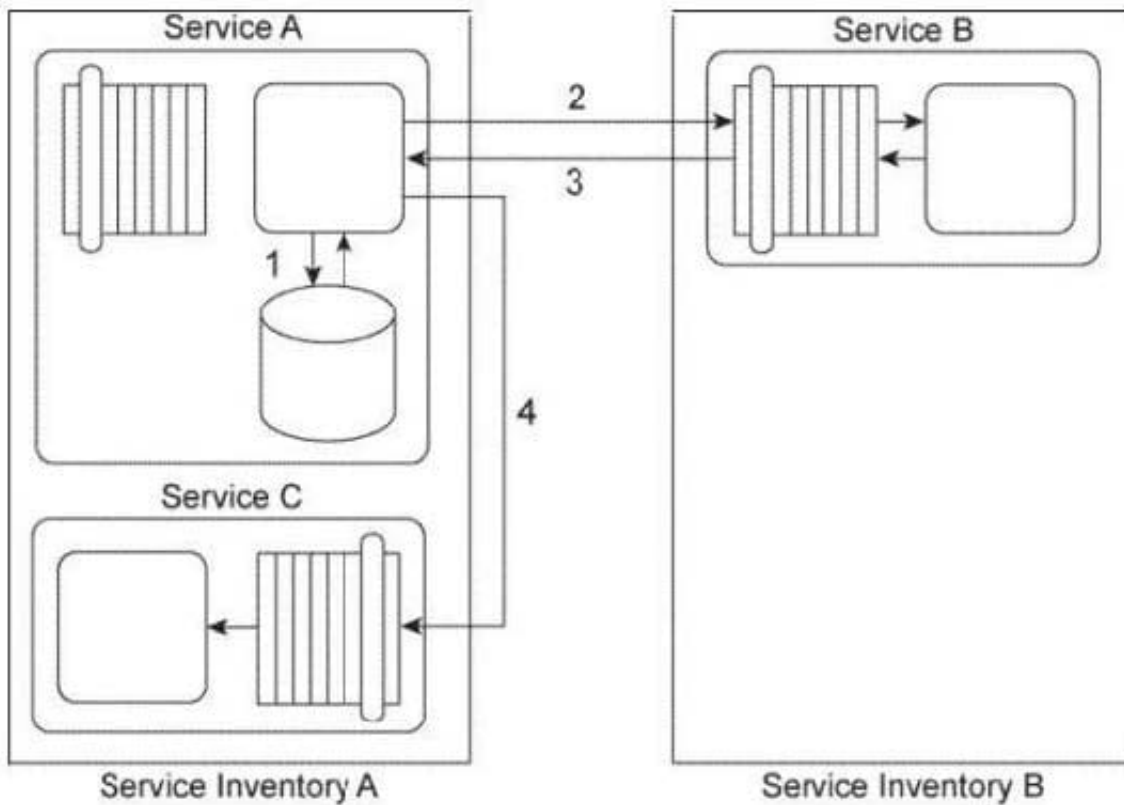 Service A
Service B
2
3
1
4
Service C
Service Inventory A
Service Inventory B